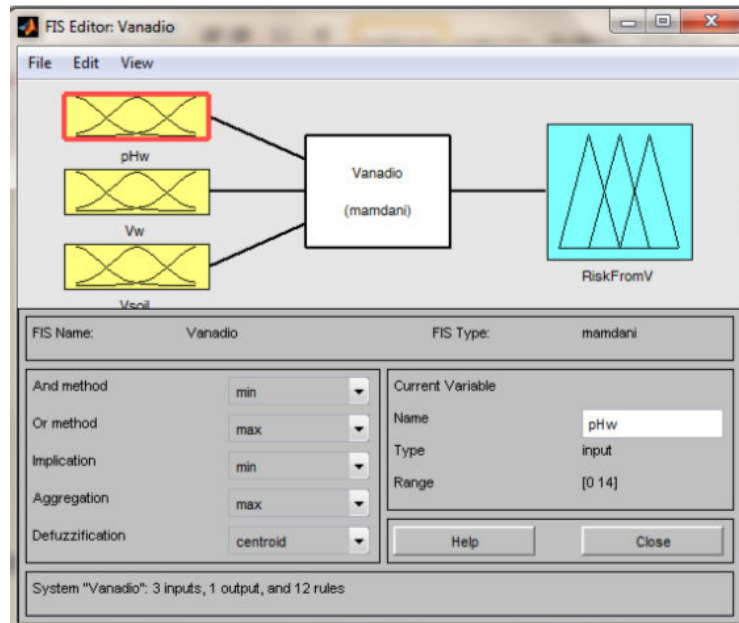 FIS Editor: Vanadio
File Edit View
pHw
Vw
Vsoil
Vanadio
(mamdani)
RiskFromV
FIS Name: Vanadio FIS Type: mamdani
And method min
Or method max
Implication min
Aggregation max
Defuzzification centroid
Current Variable
Name pHw
Type input
Range [0 14]
Help Close
System "Vanadio": 3 inputs, 1 output, and 12 rules